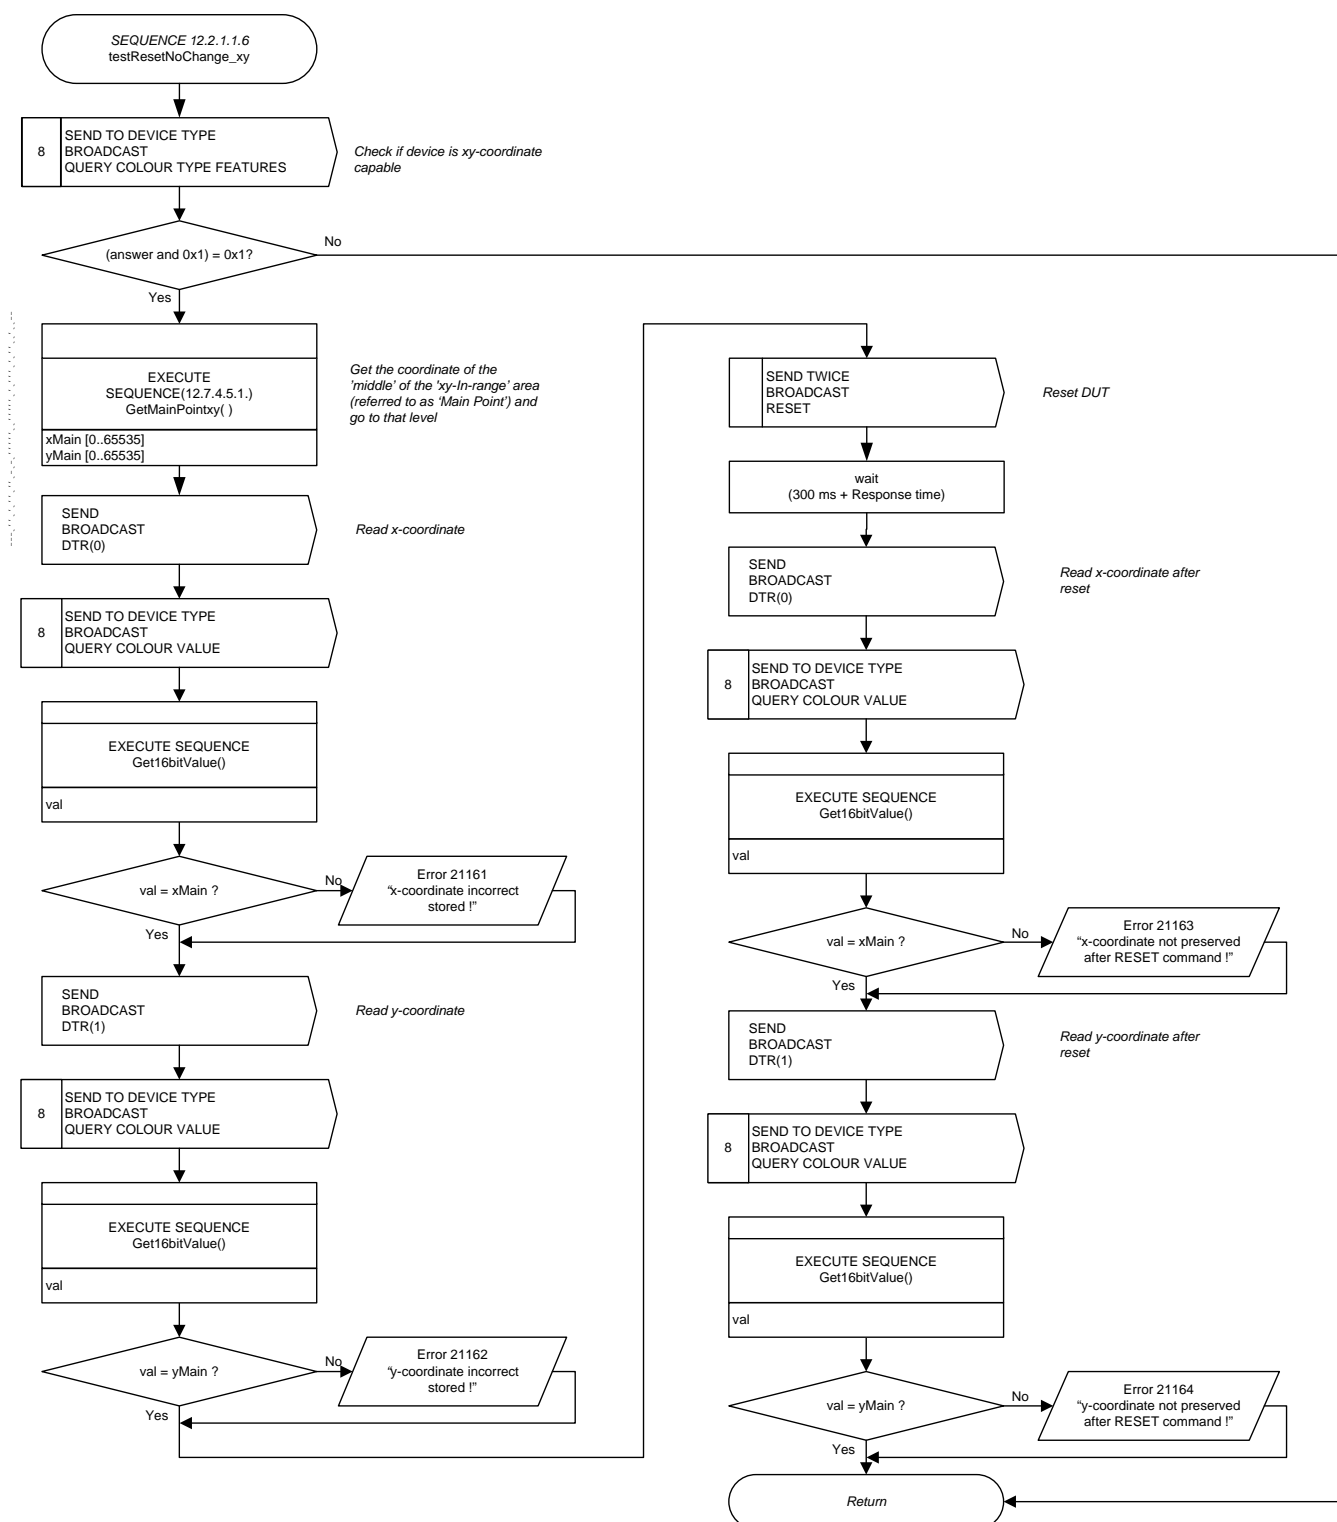 SEQUENCE 12.2.1.1.6
testResetNoChange_xy
8
SEND TO DEVICE TYPE
BROADCAST
QUERY COLOUR TYPE FEATURES
Check if device is xy-coordinate
capable
(answer and 0x1) = 0x1?
No
Yes
EXECUTE
SEQUENCE(12.7.4.5.1.)
GetMainPointxy( )
xMain [0..65535]
yMain [0..65535]
Get the coordinate of the
'middle' of the 'xy-In-range' area
(referred to as ‘Main Point’) and
go to that level
SEND
BROADCAST
DTR(0)
Read x-coordinate
8
SEND TO DEVICE TYPE
BROADCAST
QUERY COLOUR VALUE
EXECUTE SEQUENCE
Get16bitValue()
val
val = xMain ?
No
Error 21161
“x-coordinate incorrect
stored !”
Yes
SEND
BROADCAST
DTR(1)
Read y-coordinate
8
SEND TO DEVICE TYPE
BROADCAST
QUERY COLOUR VALUE
EXECUTE SEQUENCE
Get16bitValue()
val
val = yMain ?
No
Error 21162
“y-coordinate incorrect
stored !”
Yes
SEND TWICE
BROADCAST
RESET
Reset DUT
wait
(300 ms + Response time)
SEND
BROADCAST
DTR(0)
Read x-coordinate after
reset
8
SEND TO DEVICE TYPE
BROADCAST
QUERY COLOUR VALUE
EXECUTE SEQUENCE
Get16bitValue()
val
val = xMain ?
No
Error 21163
“x-coordinate not preserved
after RESET command !”
Yes
SEND
BROADCAST
DTR(1)
Read y-coordinate after
reset
8
SEND TO DEVICE TYPE
BROADCAST
QUERY COLOUR VALUE
EXECUTE SEQUENCE
Get16bitValue()
val
val = yMain ?
No
Error 21164
“y-coordinate not preserved
after RESET command !”
Yes
Return